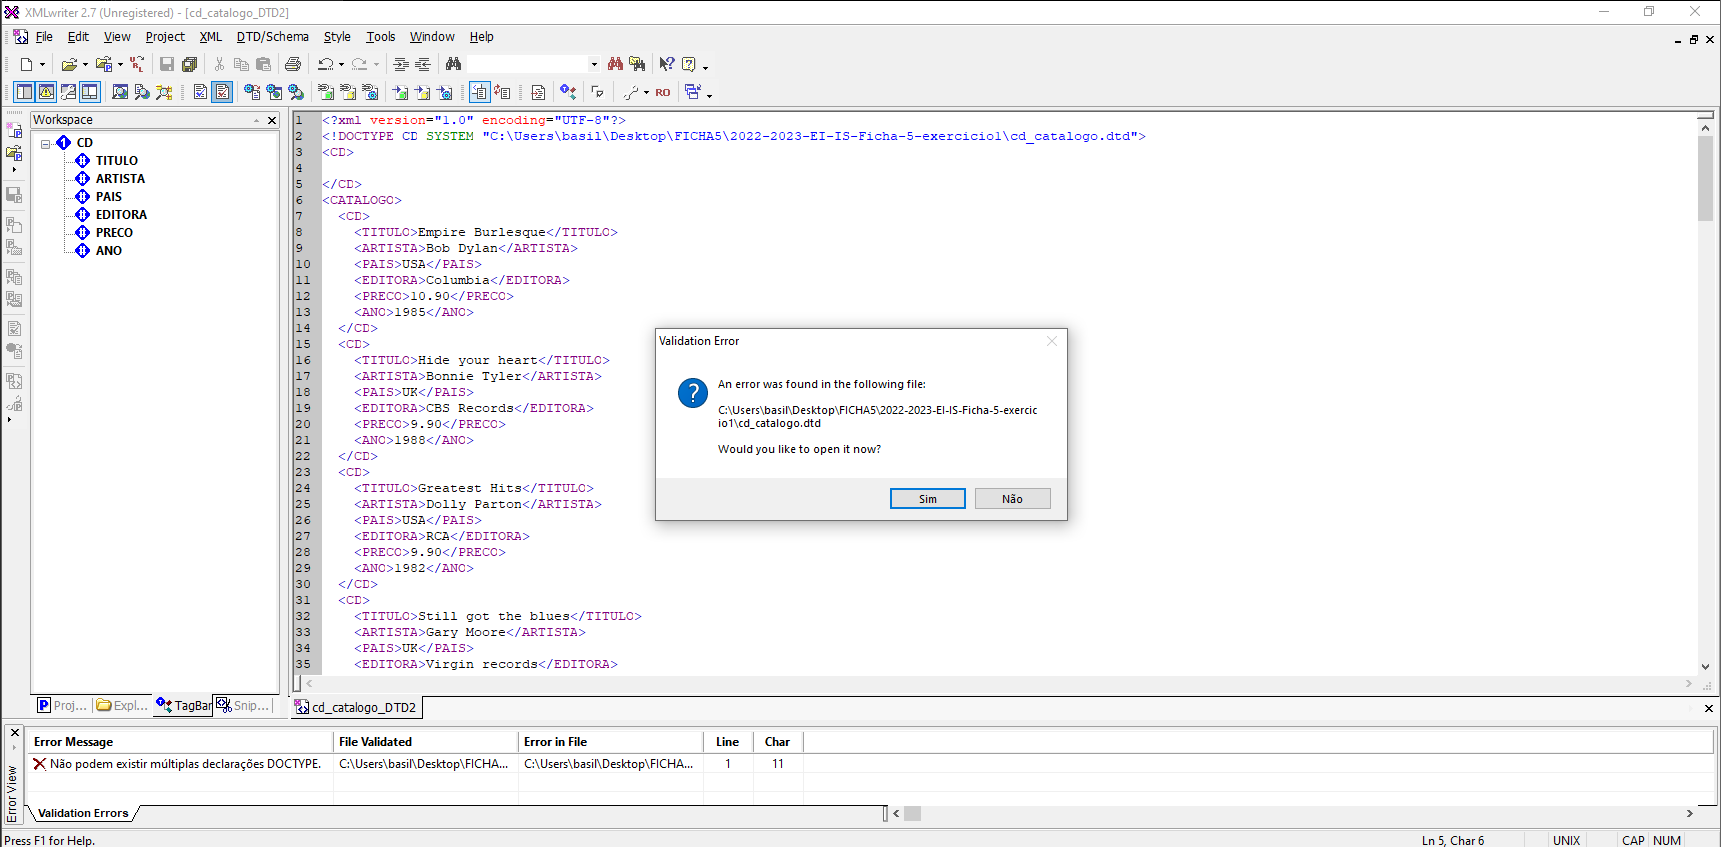 XMLwriter 2.7 (Unregistered) - [cd_catalogo_DTD2]
File Edit View Project XML DTD/Schema Style Tools Window Help
RO
Workspace
CD
TITULO
ARTISTA
PAIS
EDITORA
PRECO
ANO
Proj... Expl... TagBar Snip...
1 <?xml version="1.0" encoding="UTF-8"?>
2 <!DOCTYPE CD SYSTEM "C:\Users\basil\Desktop\FICHA5\2022-2023-EI-IS-Ficha-5-exercicio1\cd_catalogo.dtd">
3 <CD>
4
5 </CD>
6 <CATALOGO>
7 <CD>
8 <TITULO>Empire Burlesque</TITULO>
9 <ARTISTA>Bob Dylan</ARTISTA>
10 <PAIS>USA</PAIS>
11 <EDITORA>Columbia</EDITORA>
12 <PRECO>10.90</PRECO>
13 <ANO>1985</ANO>
14 </CD>
15 <CD>
16 <TITULO>Hide your heart</TITULO>
17 <ARTISTA>Bonnie Tyler</ARTISTA>
18 <PAIS>UK</PAIS>
19 <EDITORA>CBS Records</EDITORA>
20 <PRECO>9.90</PRECO>
21 <ANO>1988</ANO>
22 </CD>
23 <CD>
24 <TITULO>Greatest Hits</TITULO>
25 <ARTISTA>Dolly Parton</ARTISTA>
26 <PAIS>USA</PAIS>
27 <EDITORA>RCA</EDITORA>
28 <PRECO>9.90</PRECO>
29 <ANO>1982</ANO>
30 </CD>
31 <CD>
32 <TITULO>Still got the blues</TITULO>
33 <ARTISTA>Gary Moore</ARTISTA>
34 <PAIS>UK</PAIS>
35 <EDITORA>Virgin records</EDITORA>
Validation Error
An error was found in the following file:
C:\Users\basil\Desktop\FICHA5\2022-2023-EI-IS-Ficha-5-exerc
io1\cd_catalogo.dtd
Would you like to open it now?
Sim Não
cd_catalogo_DTD2
Error View
Error Message File Validated Error in File Line Char
Não podem existir múltiplas declarações DOCTYPE. C:\Users\basil\Desktop\FICHA... C:\Users\basil\Desktop\FICHA... 1 11
Validation Errors
Press F1 for Help. Ln 5, Char 6 UNIX CAP NUM